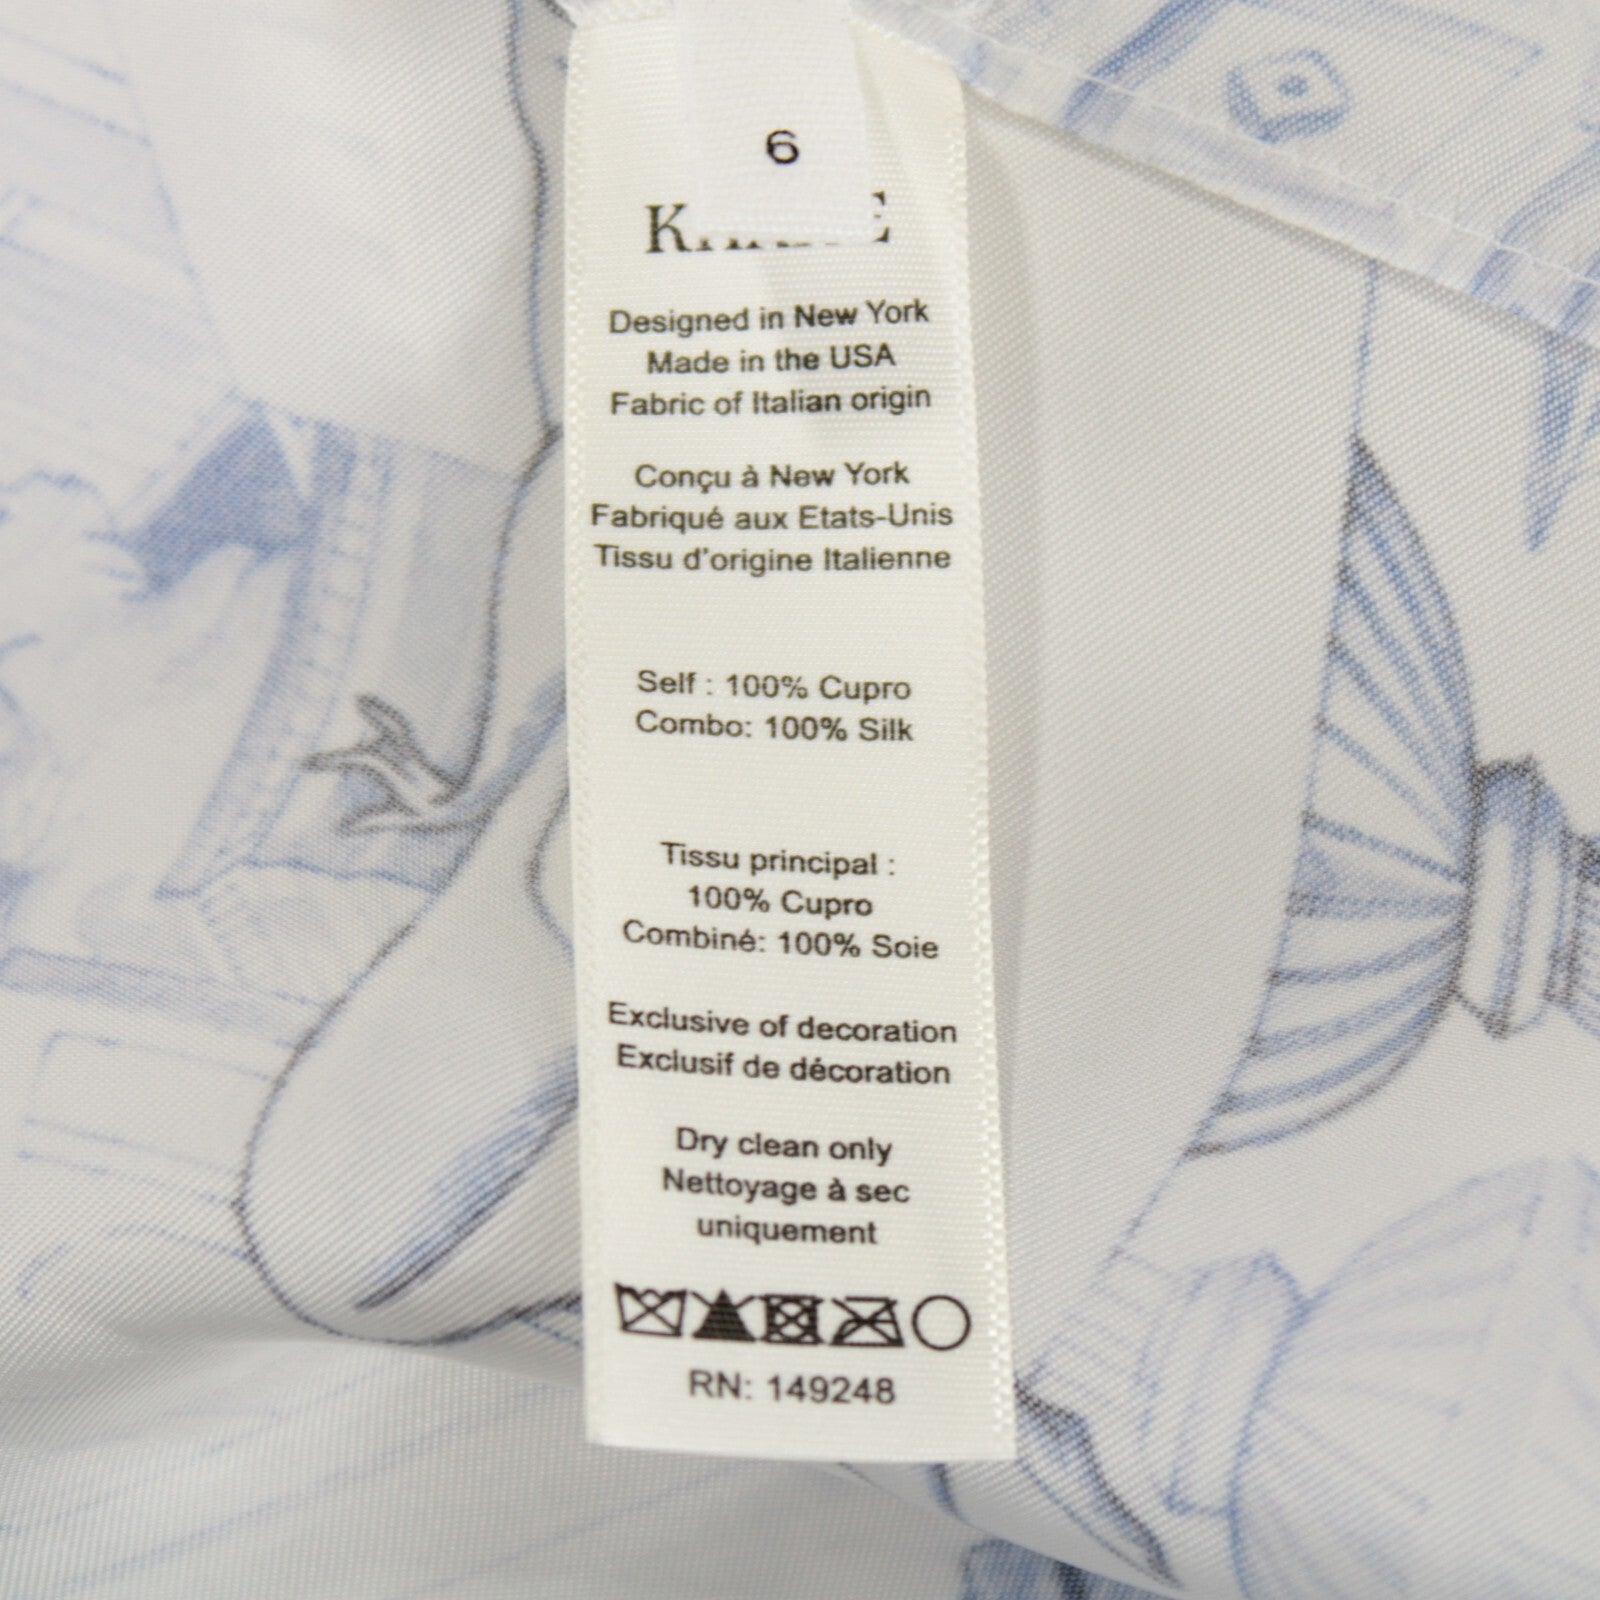 6
Designed in New York
Made in the USA
Fabric of Italian origin
Conçu à New York
Fabriqué aux Etats-Unis
Tissu d'origine Italienne
Self : 100% Cupro
Combo: 100% Silk
Tissu principal :
100% Cupro
Combiné: 100% Soie
Exclusive of decoration
Exclusif de décoration
Dry clean only
Nettoyage à sec
uniquement
RN: 149248